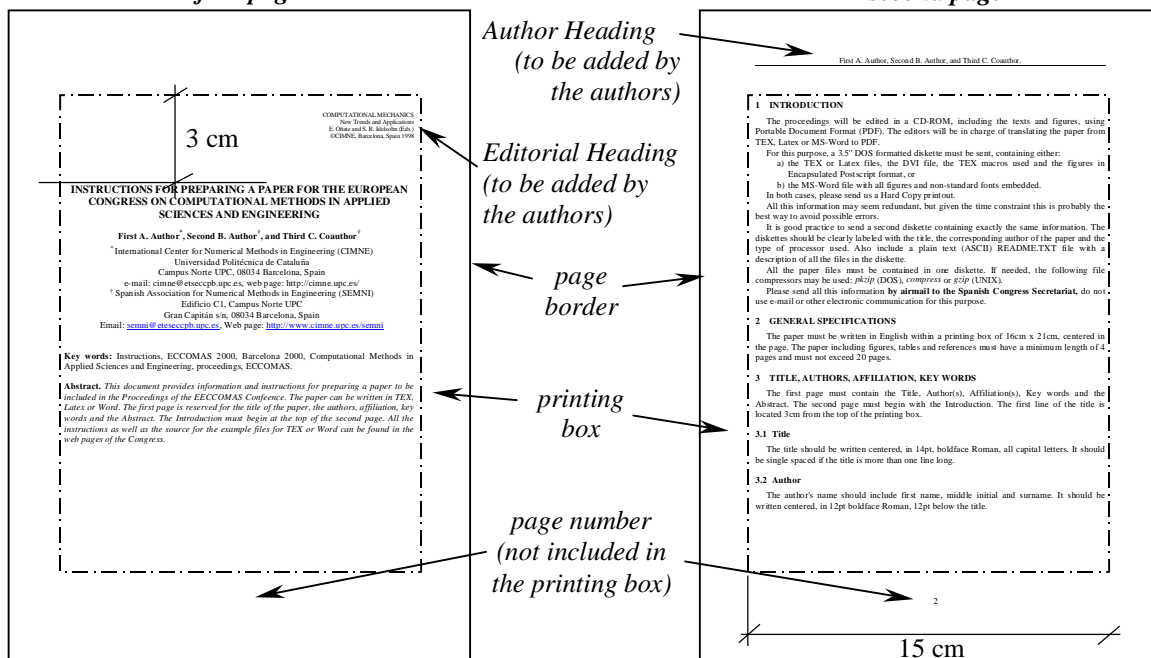 Author Heading
(to be added by
the authors)
Editorial Heading
(to be added by
the authors)
page
border
printing
box
page number
(not included in
the printing box)
3 cm
COMPUTATIONAL MECHANICS
New Trends and Applications
E. Oñate and S. R. Idelsohn (Eds.)
©CIMNE, Barcelona, Spain 1998
INSTRUCTIONS FOR PREPARING A PAPER FOR THE EUROPEAN
CONGRESS ON COMPUTATIONAL METHODS IN APPLIED
SCIENCES AND ENGINEERING
First A. Author*, Second B. Author†, and Third C. Coauthor†
* International Center for Numerical Methods in Engineering (CIMNE)
Universidad Politécnica de Cataluña
Campus Norte UPC, 08034 Barcelona, Spain
e-mail: cimne@etseccpb.upc.es, web page: http://cimne.upc.es/
† Spanish Association for Numerical Methods in Engineering (SEMNI)
Edificio C1, Campus Norte UPC
Gran Capitán s/n, 08034 Barcelona, Spain
Email: semni@eteseccpb.upc.es, Web page: http://www.cimne.upc.es/semni
Key words: Instructions, ECCOMAS 2000, Barcelona 2000, Computational Methods in
Applied Sciences and Engineering, proceedings, ECCOMAS.
Abstract. This document provides information and instructions for preparing a paper to be
included in the Proceedings of the EECCOMAS Confeence. The paper can be written in TEX,
Latex or Word. The first page is reserved for the title of the paper, the authors, affiliation, key
words and the Abstract. The Introduction must begin at the top of the second page. All the
instructions as well as the source for the example files for TEX or Word can be found in the
web pages of the Congress.
First A. Author, Second B. Author, and Third C. Coauthor.
1 INTRODUCTION
The proceedings will be edited in a CD-ROM, including the texts and figures, using
Portable Document Format (PDF). The editors will be in charge of translating the paper from
TEX, Latex or MS-Word to PDF.
For this purpose, a 3.5" DOS formatted diskette must be sent, containing either:
a) the TEX or Latex files, the DVI file, the TEX macros used and the figures in
Encapsulated Postscript format, or
b) the MS-Word file with all figures and non-standard fonts embedded.
In both cases, please send us a Hard Copy printout.
All this information may seem redundant, but given the time constraint this is probably the
best way to avoid possible errors.
It is good practice to send a second diskette containing exactly the same information. The
diskettes should be clearly labeled with the title, the corresponding author of the paper and the
type of processor used. Also include a plain text (ASCII) README.TXT file with a
description of all the files in the diskette.
All the paper files must be contained in one diskette. If needed, the following file
compressors may be used: pkzip (DOS), compress or gzip (UNIX).
Please send all this information by airmail to the Spanish Congress Secretariat, do not
use e-mail or other electronic communication for this purpose.
2 GENERAL SPECIFICATIONS
The paper must be written in English within a printing box of 16cm x 21cm, centered in
the page. The paper including figures, tables and references must have a minimum length of 4
pages and must not exceed 20 pages.
3 TITLE, AUTHORS, AFFILIATION, KEY WORDS
The first page must contain the Title, Author(s), Affiliation(s), Key words and the
Abstract. The second page must begin with the Introduction. The first line of the title is
located 3cm from the top of the printing box.
3.1 Title
The title should be written centered, in 14pt, boldface Roman, all capital letters. It should
be single spaced if the title is more than one line long.
3.2 Author
The author's name should include first name, middle initial and surname. It should be
written centered, in 12pt boldface Roman, 12pt below the title.
2
15 cm